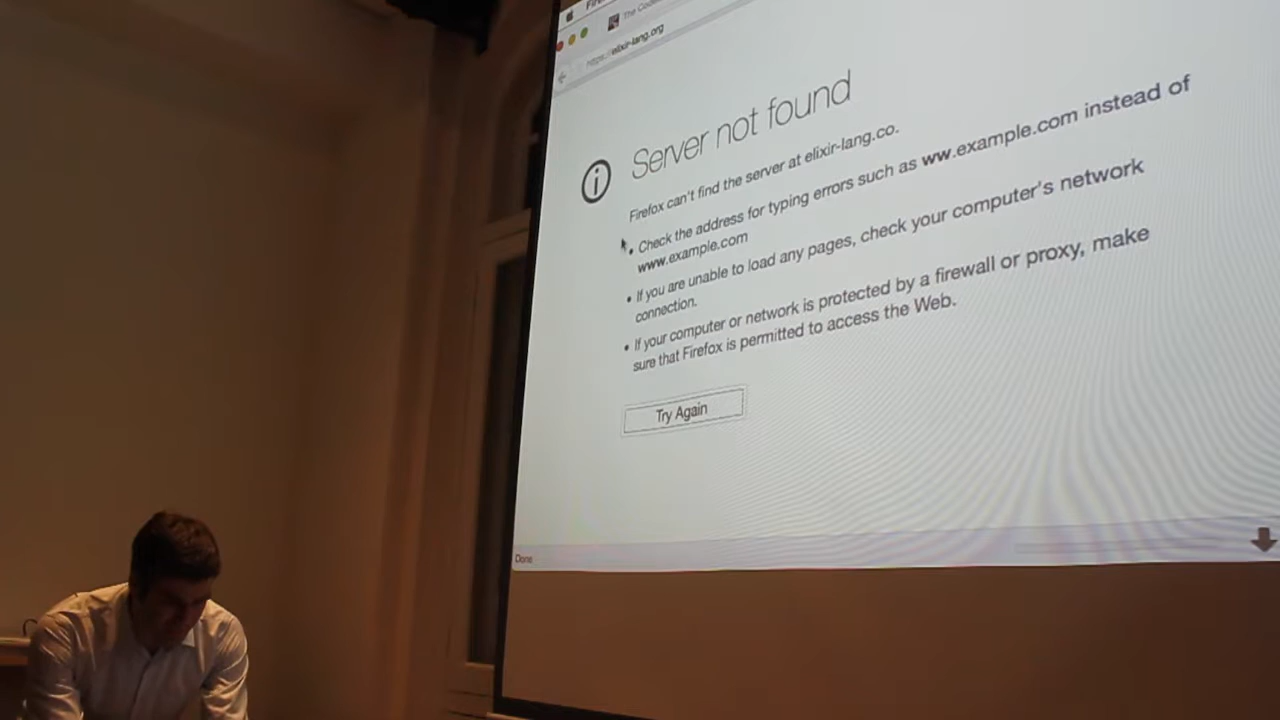 The Code
https://elixir-lang.org
Server not found
Firefox can't find the server at elixir-lang.co.
• Check the address for typing errors such as ww.example.com instead of
www.example.com
• If you are unable to load any pages, check your computer's network
connection.
• If your computer or network is protected by a firewall or proxy, make
sure that Firefox is permitted to access the Web.
Try Again
Done